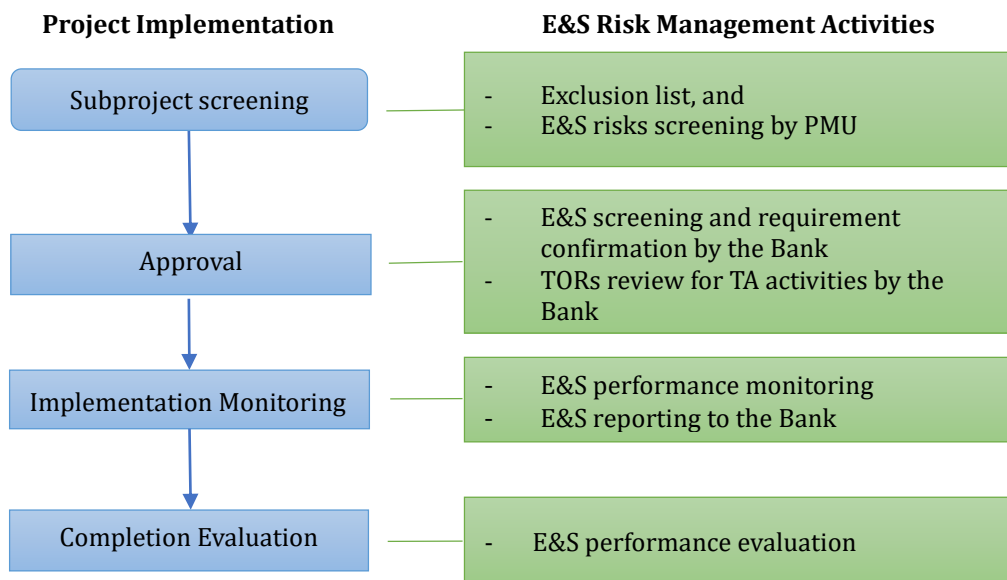 Project Implementation
E&S Risk Management Activities
Subproject screening
- Exclusion list, and
- E&S risks screening by PMU
Approval
- E&S screening and requirement
confirmation by the Bank
- TORs review for TA activities by the
Bank
Implementation Monitoring
- E&S performance monitoring
- E&S reporting to the Bank
Completion Evaluation
- E&S performance evaluation